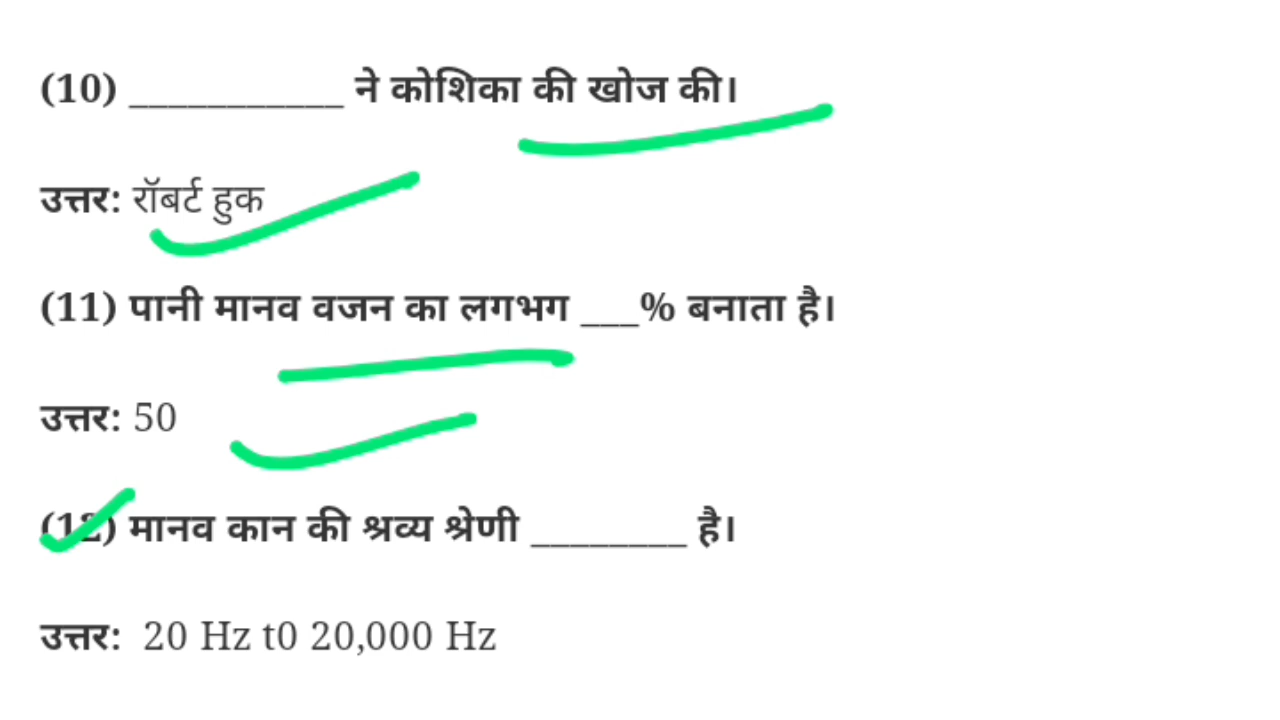 (10) ___________ ने कोशिका की खोज की।
उत्तर: रॉबर्ट हुक
(11) पानी मानव वजन का लगभग ___% बनाता है।
उत्तर: 50
(12) मानव कान की श्रव्य श्रेणी ________ है।
उत्तर: 20 Hz t0 20,000 Hz